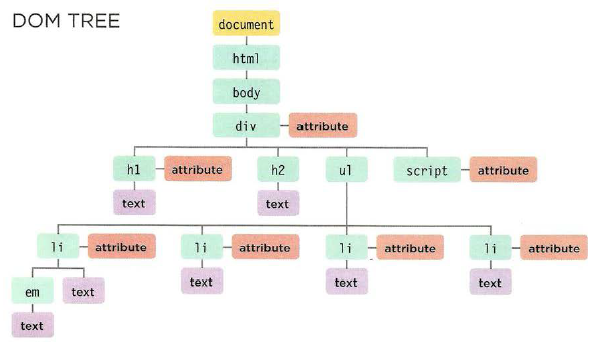 DOM TREE
document
html
body
div attribute
h1 attribute h2 ul script attribute
text text
li attribute li attribute li attribute li attribute
em text text text text
text